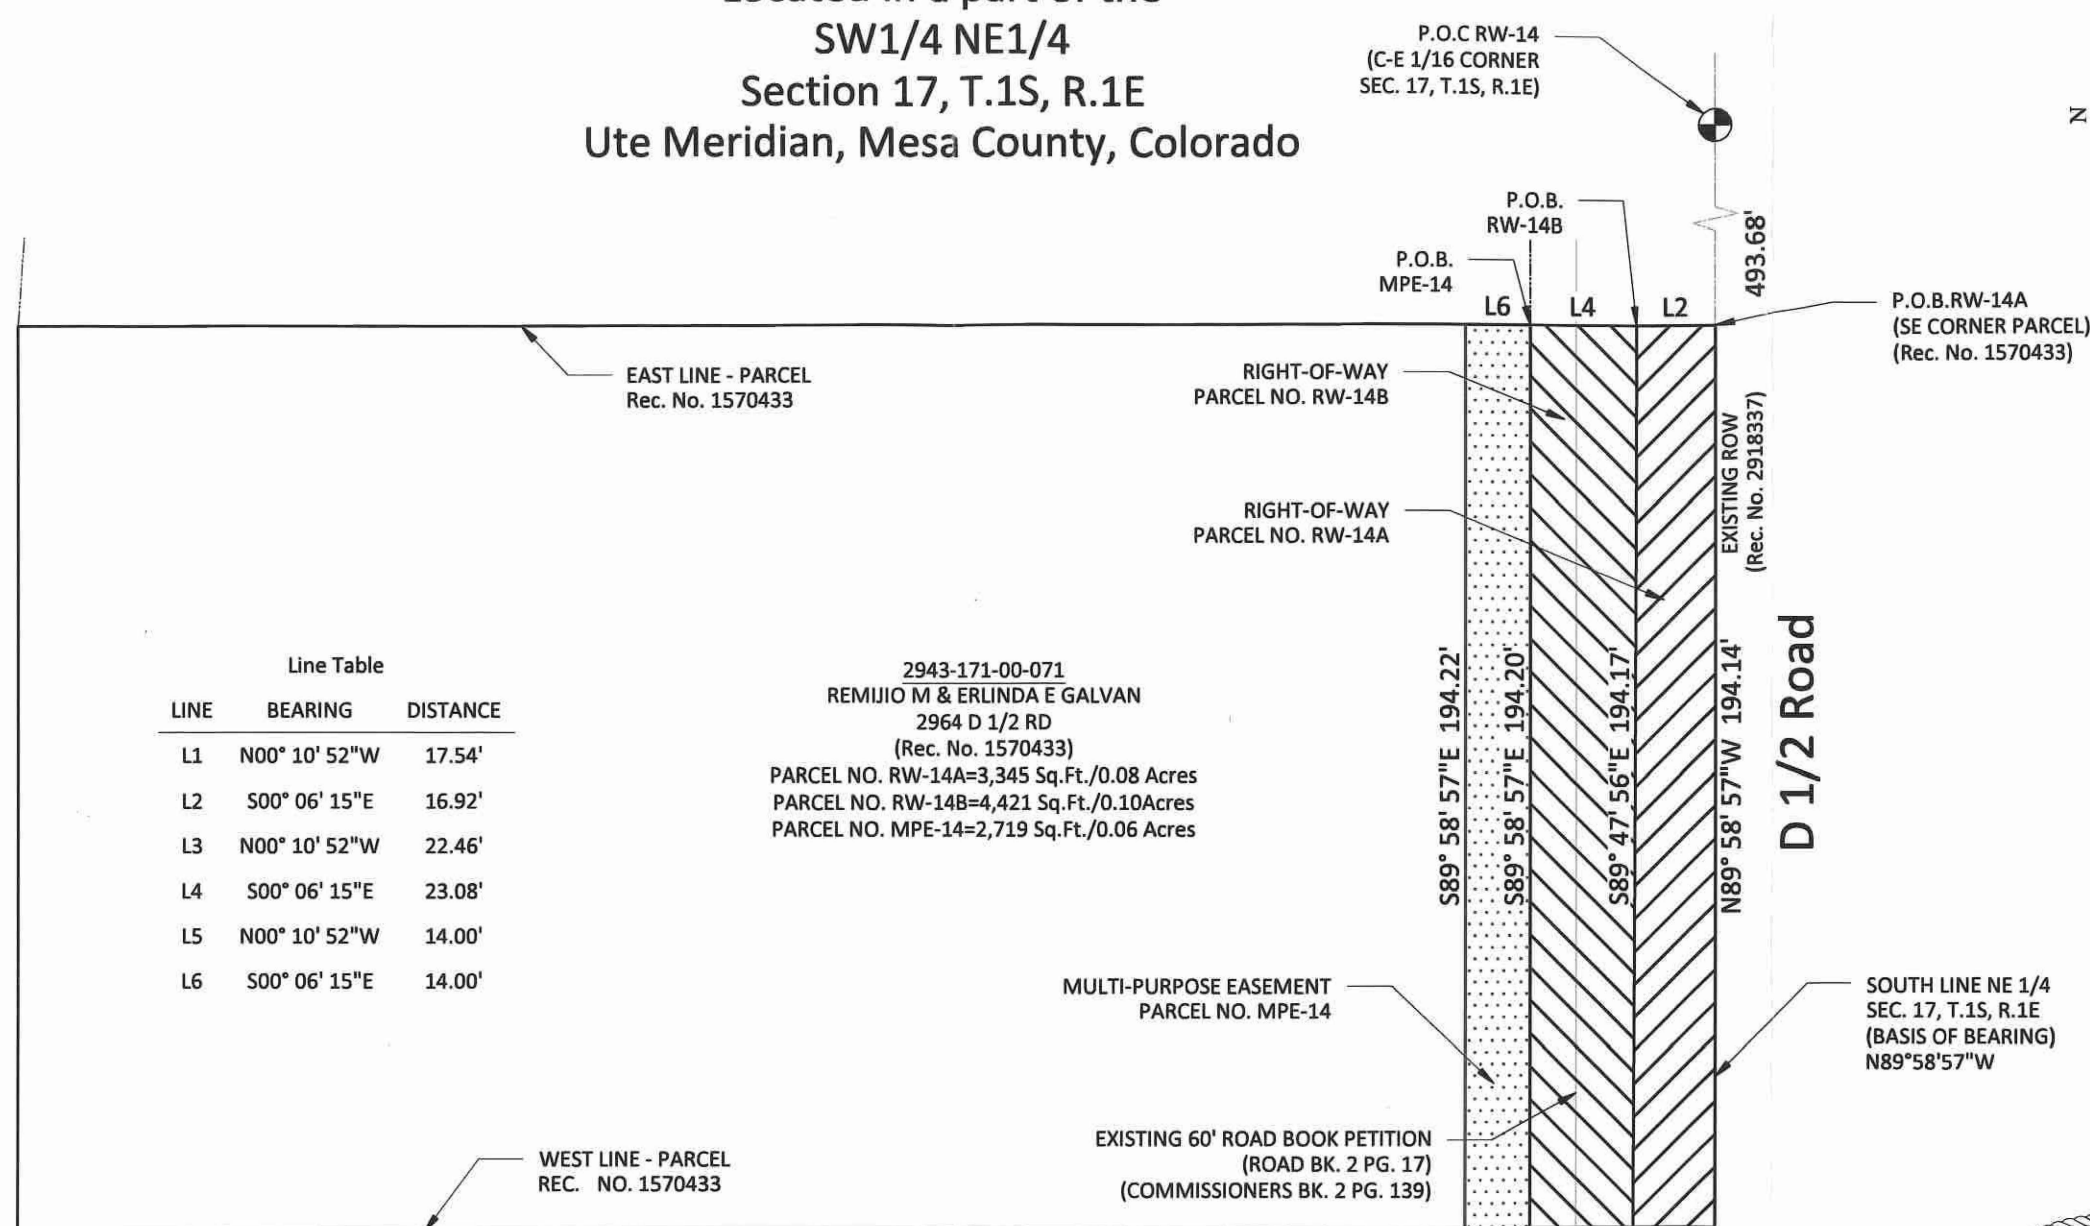 SW1/4 NE1/4
Section 17, T.1S, R.1E
Ute Meridian, Mesa County, Colorado
P.O.C RW-14
(C-E 1/16 CORNER
SEC. 17, T.1S, R.1E)
N
P.O.B.
RW-14B
P.O.B.
MPE-14
L6
L4
L2
493.68'
P.O.B.RW-14A
(SE CORNER PARCEL)
(Rec. No. 1570433)
EAST LINE - PARCEL
Rec. No. 1570433
RIGHT-OF-WAY
PARCEL NO. RW-14B
RIGHT-OF-WAY
PARCEL NO. RW-14A
EXISTING ROW
(Rec. No. 2918337)
Line Table
LINE BEARING DISTANCE
L1 N00° 10' 52"W 17.54'
L2 S00° 06' 15"E 16.92'
L3 N00° 10' 52"W 22.46'
L4 S00° 06' 15"E 23.08'
L5 N00° 10' 52"W 14.00'
L6 S00° 06' 15"E 14.00'
2943-171-00-071
REMIJIO M & ERLINDA E GALVAN
2964 D 1/2 RD
(Rec. No. 1570433)
PARCEL NO. RW-14A=3,345 Sq.Ft./0.08 Acres
PARCEL NO. RW-14B=4,421 Sq.Ft./0.10Acres
PARCEL NO. MPE-14=2,719 Sq.Ft./0.06 Acres
S89° 58' 57"E 194.22'
S89° 58' 57"E 194.20'
S89° 47' 56"E 194.17'
N89° 58' 57"W 194.14'
D 1/2 Road
MULTI-PURPOSE EASEMENT
PARCEL NO. MPE-14
SOUTH LINE NE 1/4
SEC. 17, T.1S, R.1E
(BASIS OF BEARING)
N89°58'57"W
EXISTING 60' ROAD BOOK PETITION
(ROAD BK. 2 PG. 17)
(COMMISSIONERS BK. 2 PG. 139)
WEST LINE - PARCEL
REC. NO. 1570433